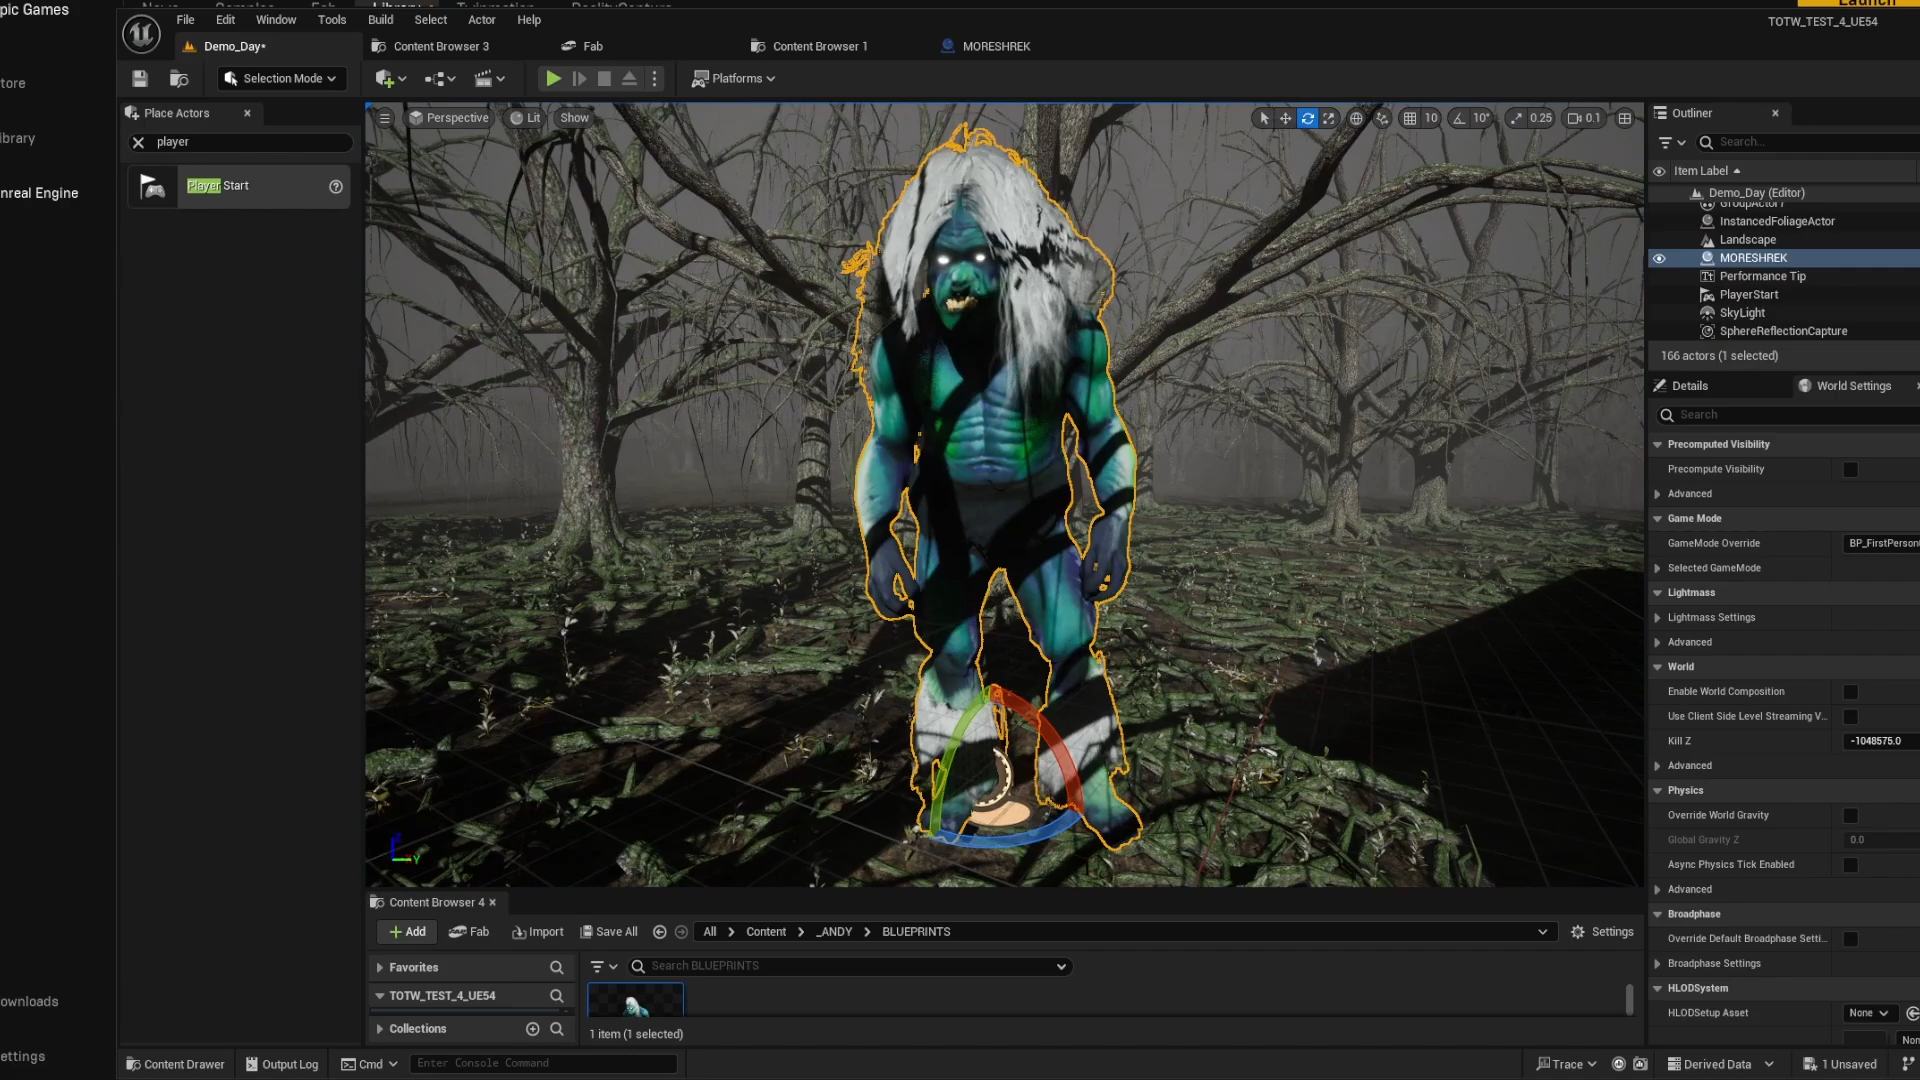 pic Games
File Edit Window Tools Build Select Actor Help
TOTW_TEST_4_UE54
Demo_Day*
Content Browser 3
Fab
Content Browser 1
MORESHREK
Selection Mode
Platforms
tore
ibrary
nreal Engine
ownloads
ettings
Place Actors
player
Player Start
Perspective
Lit
Show
10
10°
0.25
0.1
Outliner
Search...
Item Label
Demo_Day (Editor)
InstancedFoliageActor
Landscape
MORESHREK
Performance Tip
PlayerStart
SkyLight
SphereReflectionCapture
166 actors (1 selected)
Details
World Settings
Search
Precomputed Visibility
Precompute Visibility
Advanced
Game Mode
GameMode Override
BP_FirstPerson
Selected GameMode
Lightmass
Lightmass Settings
Advanced
World
Enable World Composition
Use Client Side Level Streaming V...
Kill Z
-1048575.0
Advanced
Physics
Override World Gravity
Global Gravity Z
0.0
Async Physics Tick Enabled
Advanced
Broadphase
Override Default Broadphase Setti...
Broadphase Settings
HLODSystem
HLODSetup Asset
None
Non
Y
Content Browser 4
Add
Fab
Import
Save All
All > Content > _ANDY > BLUEPRINTS
Settings
Favorites
Search BLUEPRINTS
TOTW_TEST_4_UE54
Collections
1 item (1 selected)
Content Drawer
Output Log
Cmd
Enter Console Command
Trace
Derived Data
1 Unsaved